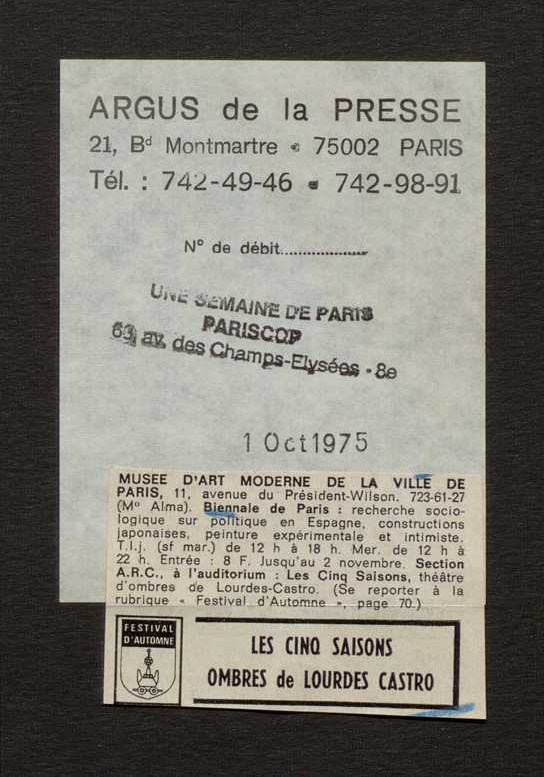 ARGUS de la PRESSE
21, Bd Montmartre • 75002 PARIS
Tél. : 742-49-46 • 742-98-91
N° de débit....................
UNE SEMAINE DE PARIS
PARISCOP
63, av. des Champs-Elysées - 8e
1 Oct 1975
MUSEE D'ART MODERNE DE LA VILLE DE
PARIS, 11, avenue du Président-Wilson. 723-61-27
(M° Alma). Biennale de Paris : recherche socio-
logique sur politique en Espagne, constructions
japonaises, peinture expérimentale et intimiste.
T.l.j. (sf mar.) de 12 h à 18 h. Mer. de 12 h à
22 h. Entrée : 8 F. Jusqu'au 2 novembre. Section
A.R.C., à l'auditorium : Les Cinq Saisons, théâtre
d'ombres de Lourdes-Castro. (Se reporter à la
rubrique « Festival d'Automne », page 70.)
FESTIVAL
D'AUTOMNE
LES CINQ SAISONS
OMBRES de LOURDES CASTRO